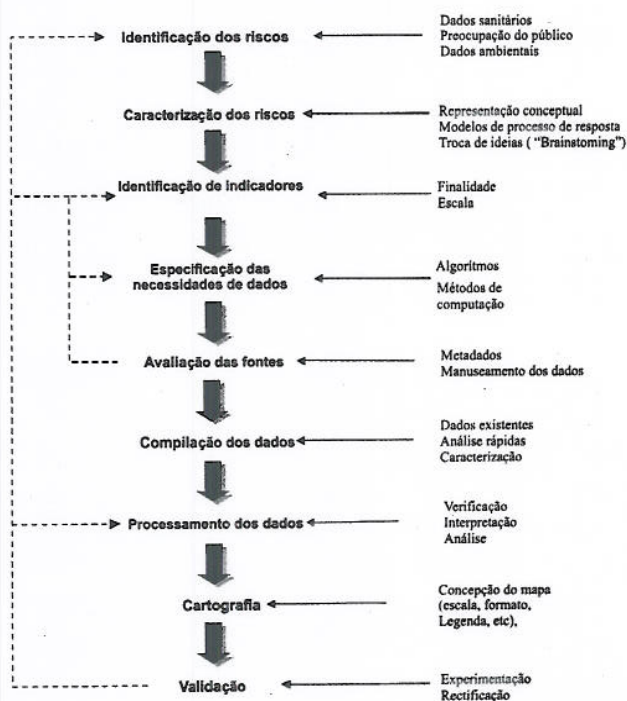 Identificação dos riscos
Dados sanitários
Preocupação do público
Dados ambientais
Caracterização dos riscos
Representação conceptual
Modelos de processo de resposta
Troca de ideias ( “Brainstoming”)
Identificação de indicadores
Finalidade
Escala
Especificação das
necessidades de dados
Algorítmos
Métodos de
computação
Avaliação das fontes
Metadados
Manuseamento dos dados
Compilação dos dados
Dados existentes
Análise rápidas
Caracterização
Processamento dos dados
Verificação
Interpretação
Análise
Cartografia
Concepção do mapa
(escala, formato,
Legenda, etc),
Validação
Experimentação
Rectificação